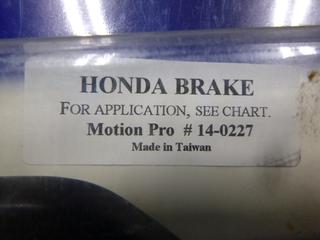 HONDA BRAKE
FOR APPLICATION, SEE CHART.
Motion Pro # 14-0227
Made in Taiwan